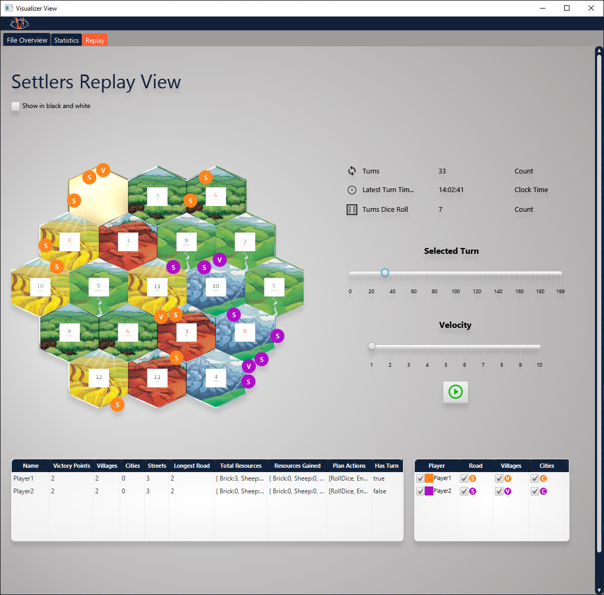 Visualizer View
File Overview Statistics Replay
Settlers Replay View
Show in black and white
Turns 33 Count
Latest Turn Tim... 14:02:41 Clock Time
Turns Dice Roll 7 Count
Selected Turn
0 20 40 60 80 100 120 140 160 180 199
Velocity
1 2 3 4 5 6 7 8 9 10
S V
S S
S
S
S
V
S S
V S
S
S
S
S
V
S
S
10 5 11 10 5
9 6 3 8
12 11 4
Name Victory Points Villages Cities Streets Longest Road Total Resources Resources Gained Plan Actions Has Turn
Player1 2 2 0 3 2 { Brick:3, Sheep:... { Brick:0, Sheep:0, ... [RollDice, En... true
Player2 2 2 0 3 2 { Brick:0, Sheep:... { Brick:0, Sheep:0, ... [RollDice, En... false
Player Road Villages Cities
Player1 S V C
Player2 S V C